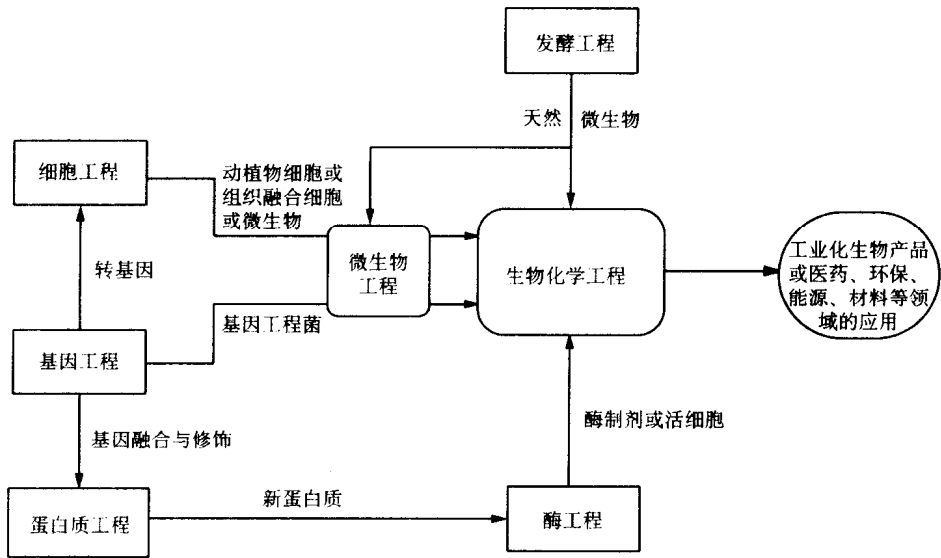 发酵工程
天然 微生物
细胞工程
动植物细胞或
组织融合细胞
或微生物
转基因
微生物
工程
生物化学工程
工业化生物产品
或医药、环保、
能源、材料等领
域的应用
基因工程菌
基因工程
基因融合与修饰
酶制剂或活细胞
新蛋白质
蛋白质工程
酶工程